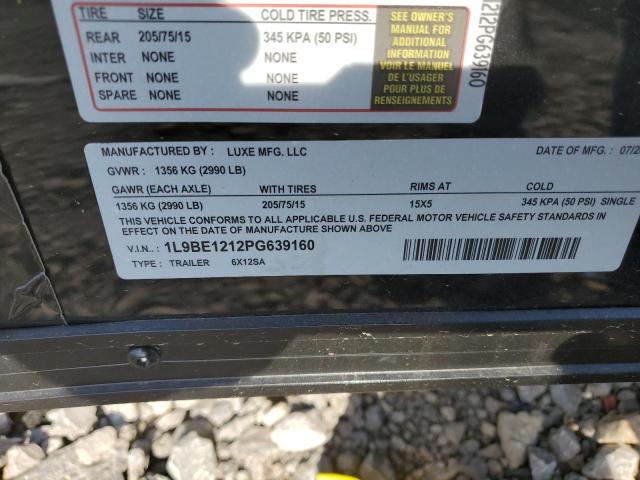 TIRE SIZE COLD TIRE PRESS.
REAR 205/75/15 345 KPA (50 PSI)
INTER NONE NONE
FRONT NONE NONE
SPARE NONE NONE
SEE OWNER'S
MANUAL FOR
ADDITIONAL
INFORMATION
VOIR LE MANUEL
DE L'USAGER
POUR PLUS DE
RENSEIGNEMENTS
1212PG639160
MANUFACTURED BY : LUXE MFG. LLC DATE OF MFG. : 07/2
GVWR : 1356 KG (2990 LB)
GAWR (EACH AXLE) WITH TIRES RIMS AT COLD
1356 KG (2990 LB) 205/75/15 15X5 345 KPA (50 PSI) SINGLE
THIS VEHICLE CONFORMS TO ALL APPLICABLE U.S. FEDERAL MOTOR VEHICLE SAFETY STANDARDS IN
EFFECT ON THE DATE OF MANUFACTURE SHOWN ABOVE
V.I.N.. : 1L9BE1212PG639160
TYPE : TRAILER 6X12SA